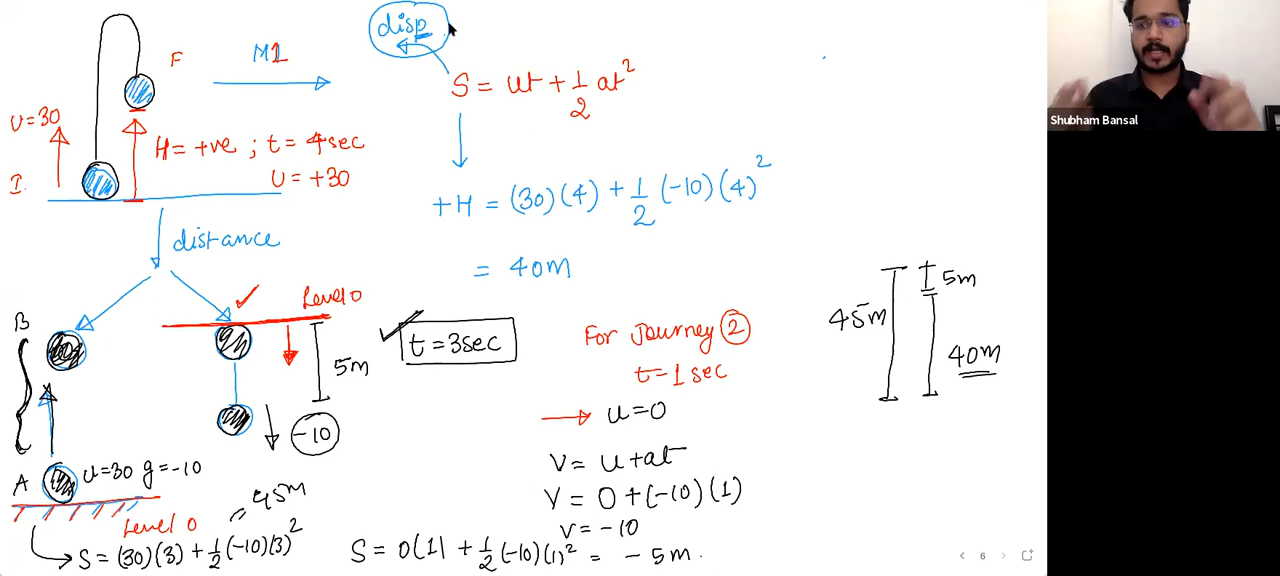 disp
F
M1
S = ut + 1/2 at²
U=30
H = +ve ; t = 4sec
I.
U = +30
Shubham Bansal
+H = (30)(4) + 1/2 (-10)(4)²
distance
= 40m
Level 0
B
t = 3sec
5m
For Journey ②
t=1sec
45m
5m
40m
-10
u=0
A
u=30 g=-10
V = u+at
V = 0+(-10)(1)
V = -10
= 45m
Level 0
S = (30)(3) + 1/2 (-10)(3)²
S = 0(1) + 1/2 (-10)(1)² = -5m.
6